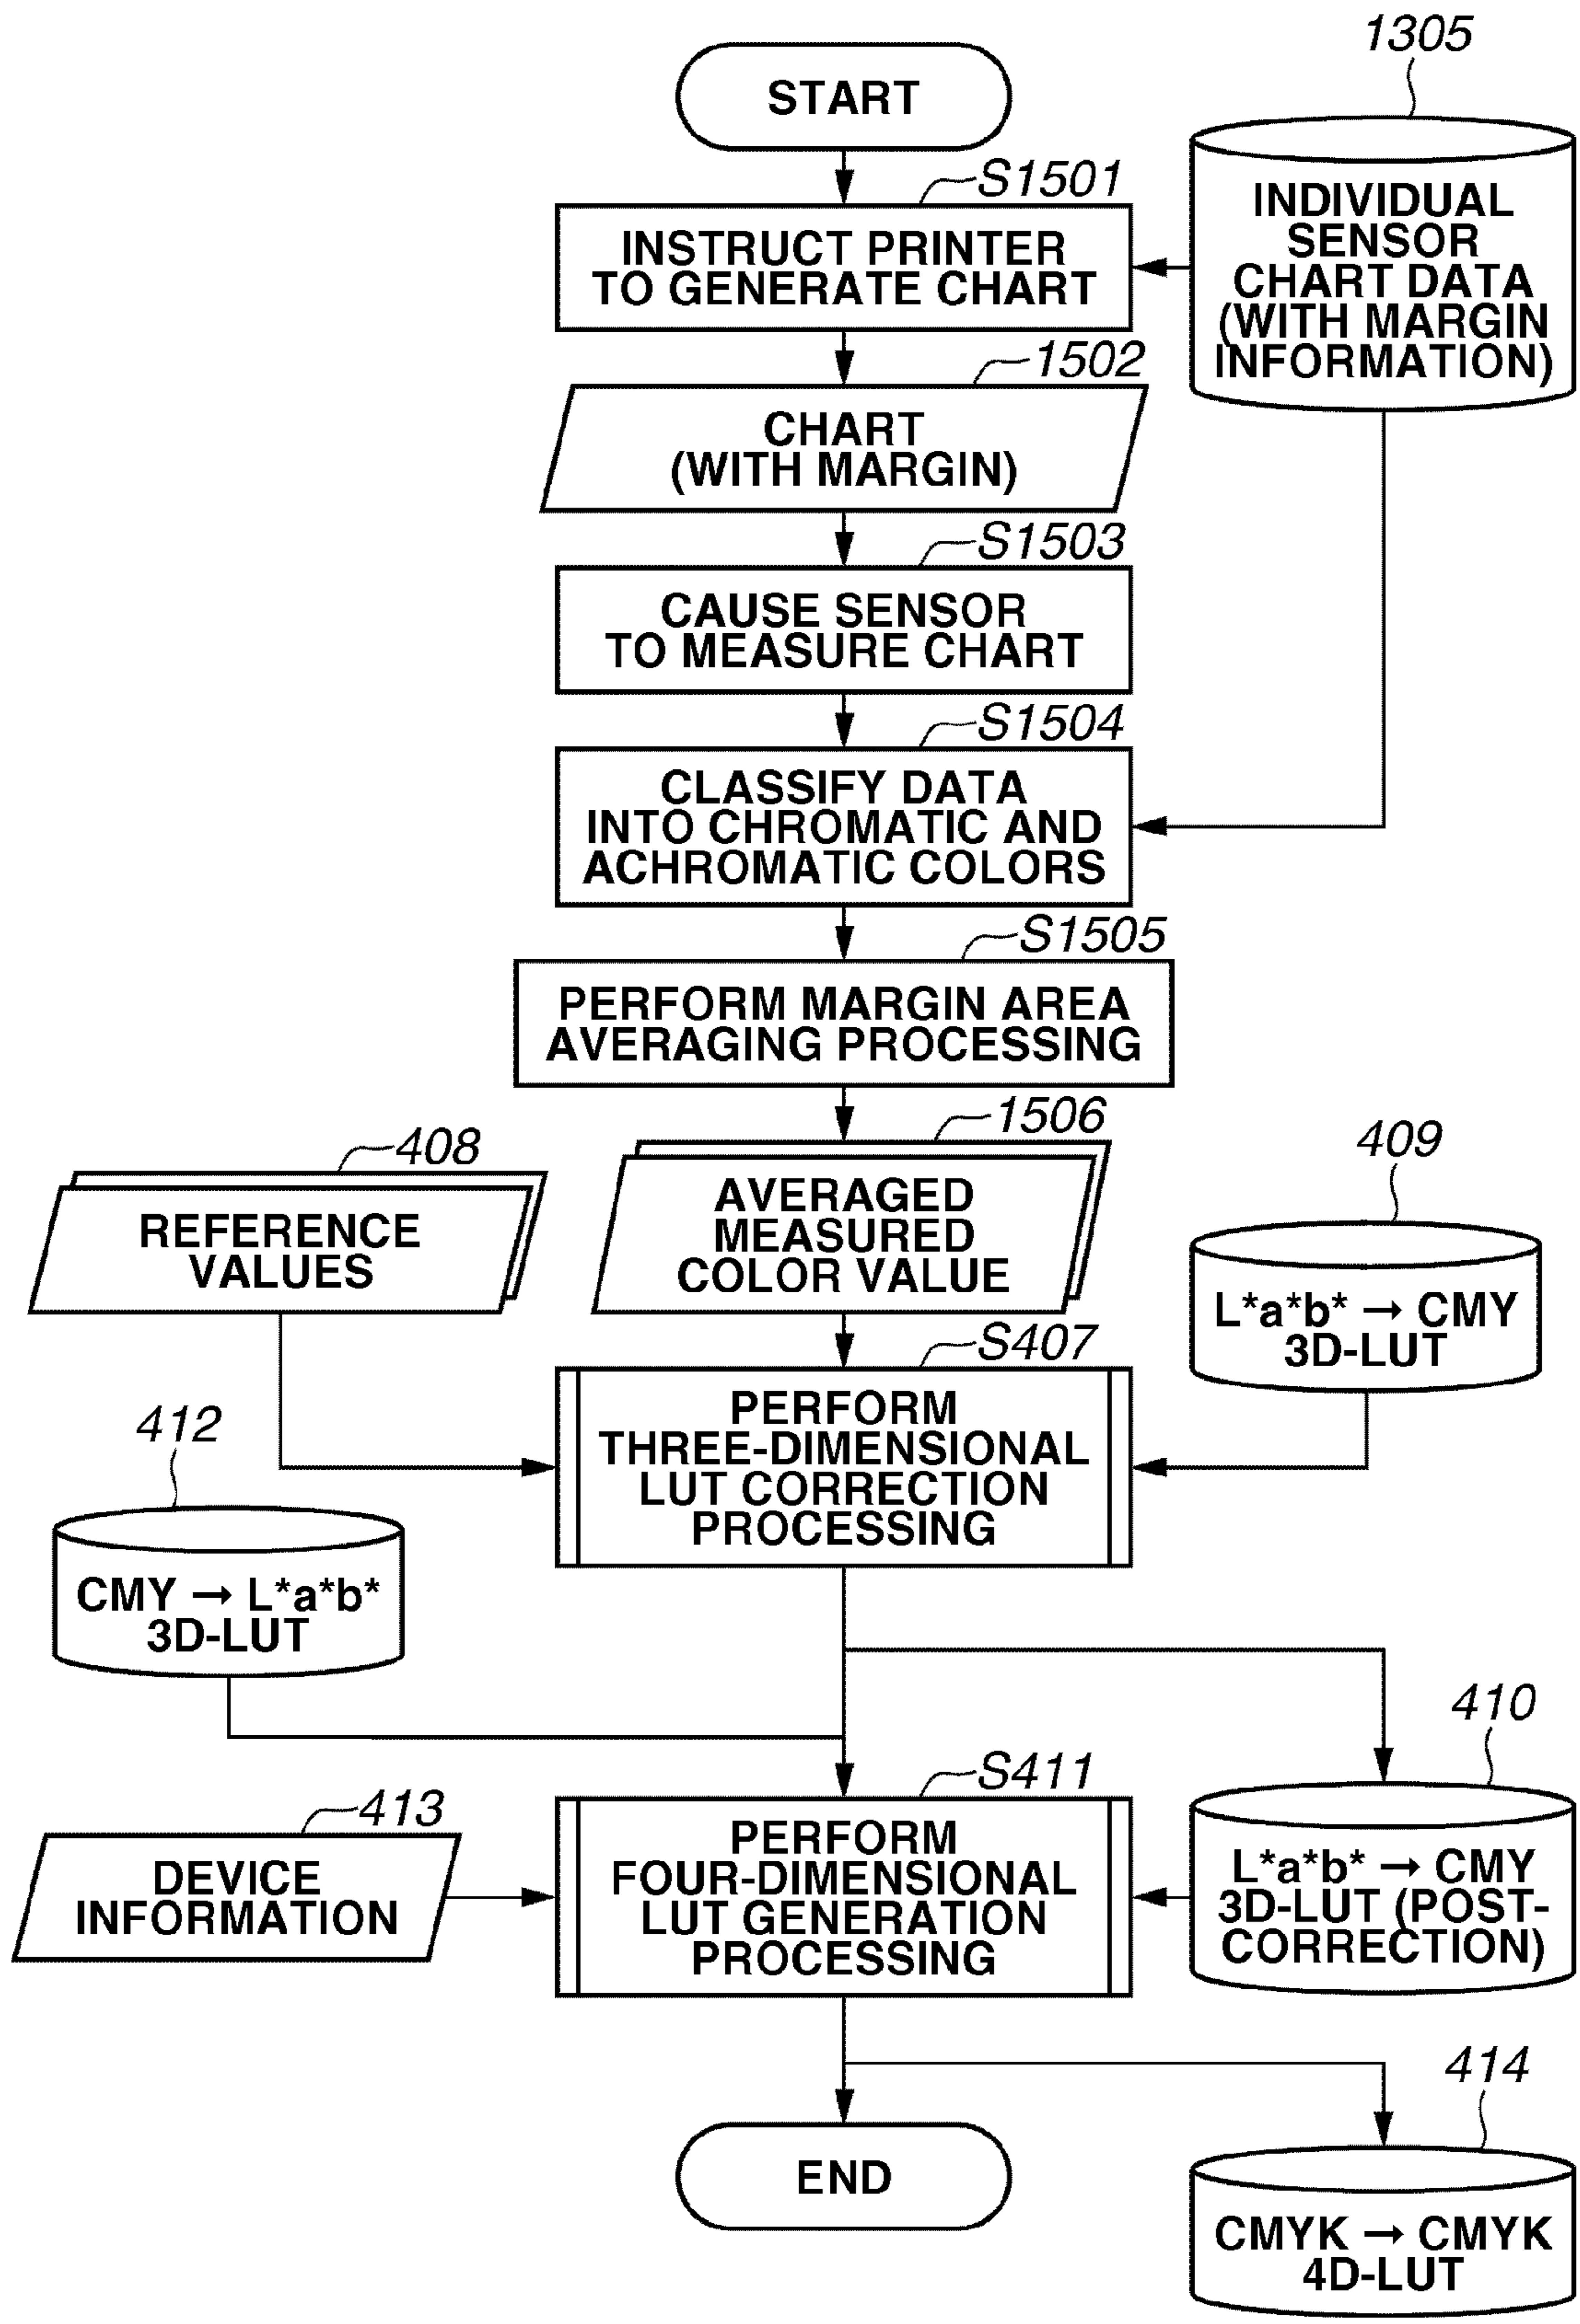 START
1305
INDIVIDUAL
SENSOR
CHART DATA
(WITH MARGIN
INFORMATION)
S1501
INSTRUCT PRINTER
TO GENERATE CHART
1502
CHART
(WITH MARGIN)
S1503
CAUSE SENSOR
TO MEASURE CHART
S1504
CLASSIFY DATA
INTO CHROMATIC AND
ACHROMATIC COLORS
S1505
PERFORM MARGIN AREA
AVERAGING PROCESSING
1506
AVERAGED
MEASURED
COLOR VALUE
408
REFERENCE
VALUES
409
L*a*b* → CMY
3D-LUT
S407
PERFORM
THREE-DIMENSIONAL
LUT CORRECTION
PROCESSING
412
CMY → L*a*b*
3D-LUT
410
L*a*b* → CMY
3D-LUT (POST-
CORRECTION)
S411
PERFORM
FOUR-DIMENSIONAL
LUT GENERATION
PROCESSING
413
DEVICE
INFORMATION
414
CMYK → CMYK
4D-LUT
END